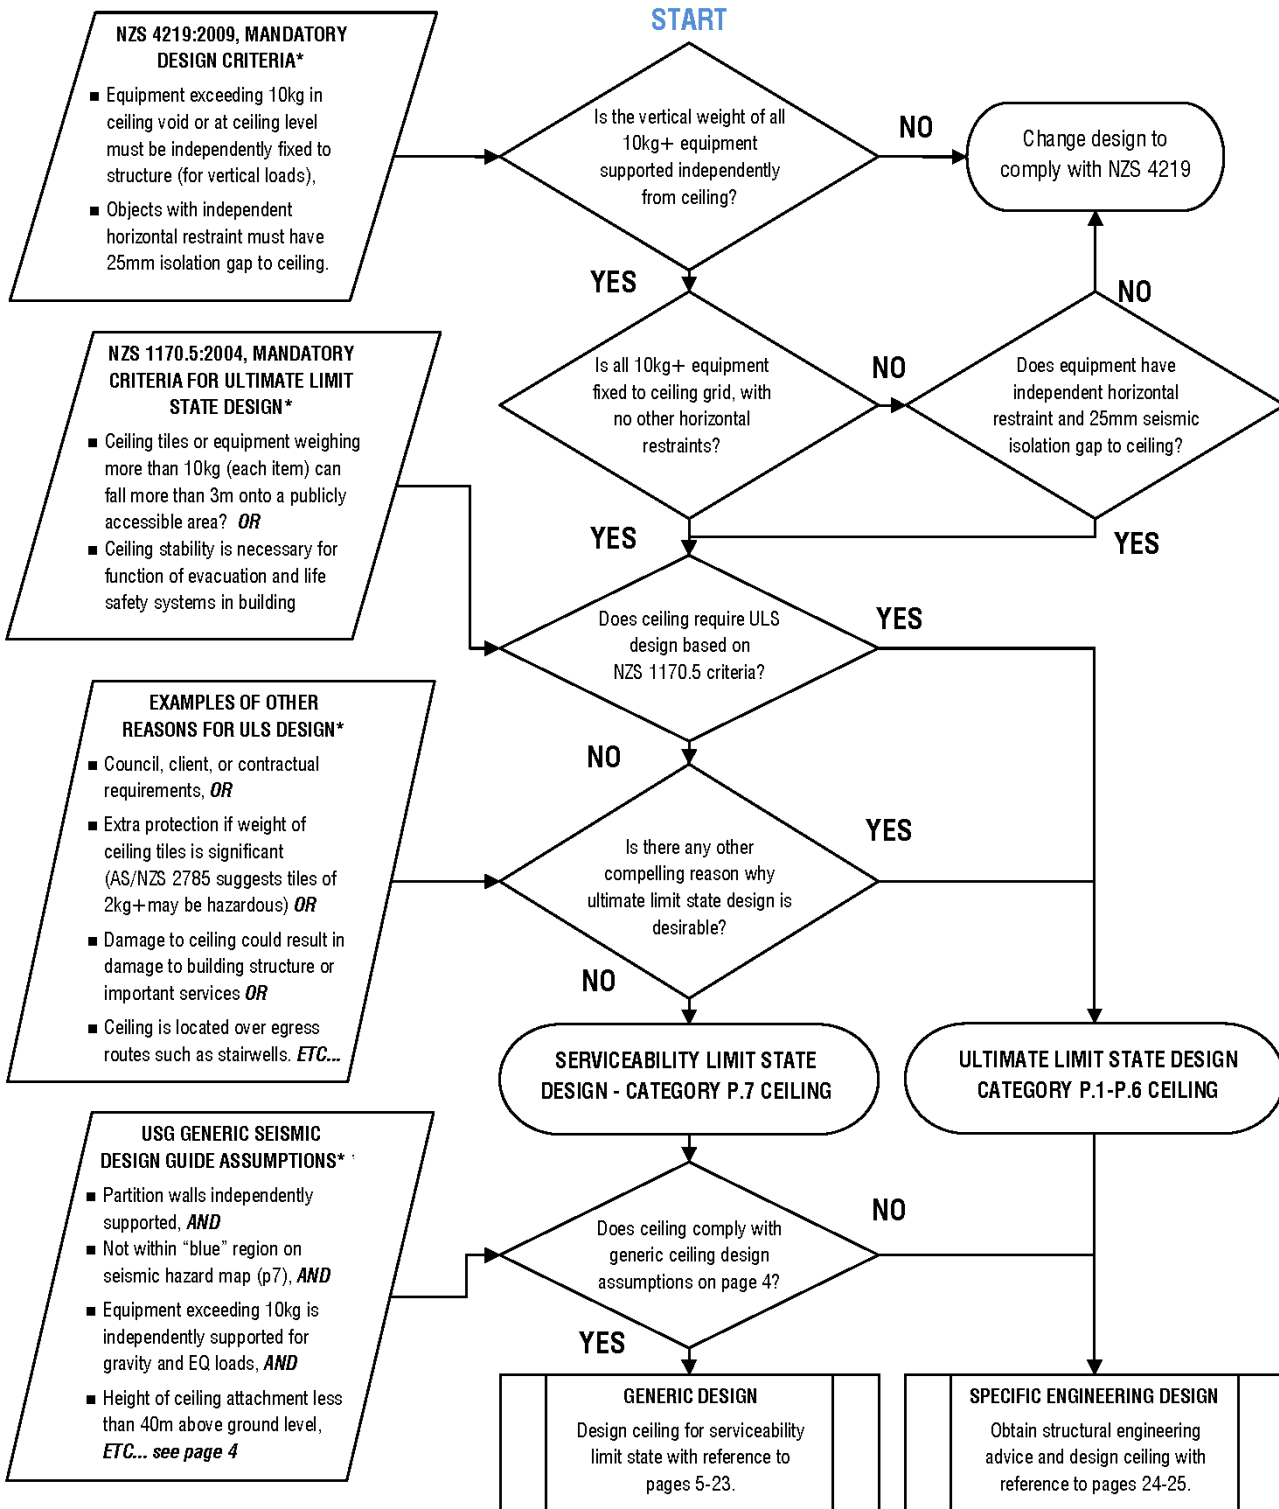 START
NZS 4219:2009, MANDATORY
DESIGN CRITERIA*
■ Equipment exceeding 10kg in
ceiling void or at ceiling level
must be independently fixed to
structure (for vertical loads),
■ Objects with independent
horizontal restraint must have
25mm isolation gap to ceiling.
Is the vertical weight of all
10kg+ equipment
supported independently
from ceiling?
NO
Change design to
comply with NZS 4219
YES
NO
NZS 1170.5:2004, MANDATORY
CRITERIA FOR ULTIMATE LIMIT
STATE DESIGN*
■ Ceiling tiles or equipment weighing
more than 10kg (each item) can
fall more than 3m onto a publicly
accessible area? OR
■ Ceiling stability is necessary for
function of evacuation and life
safety systems in building
Is all 10kg+ equipment
fixed to ceiling grid, with
no other horizontal
restraints?
NO
Does equipment have
independent horizontal
restraint and 25mm seismic
isolation gap to ceiling?
YES
YES
Does ceiling require ULS
design based on
NZS 1170.5 criteria?
YES
NO
EXAMPLES OF OTHER
REASONS FOR ULS DESIGN*
■ Council, client, or contractual
requirements, OR
■ Extra protection if weight of
ceiling tiles is significant
(AS/NZS 2785 suggests tiles of
2kg+may be hazardous) OR
■ Damage to ceiling could result in
damage to building structure or
important services OR
■ Ceiling is located over egress
routes such as stairwells. ETC...
Is there any other
compelling reason why
ultimate limit state design is
desirable?
YES
NO
SERVICEABILITY LIMIT STATE
DESIGN - CATEGORY P.7 CEILING
ULTIMATE LIMIT STATE DESIGN
CATEGORY P.1-P.6 CEILING
USG GENERIC SEISMIC
DESIGN GUIDE ASSUMPTIONS*
■ Partition walls independently
supported, AND
■ Not within “blue” region on
seismic hazard map (p7), AND
■ Equipment exceeding 10kg is
independently supported for
gravity and EQ loads, AND
■ Height of ceiling attachment less
than 40m above ground level,
ETC... see page 4
Does ceiling comply with
generic ceiling design
assumptions on page 4?
NO
YES
GENERIC DESIGN
Design ceiling for serviceability
limit state with reference to
pages 5-23.
SPECIFIC ENGINEERING DESIGN
Obtain structural engineering
advice and design ceiling with
reference to pages 24-25.